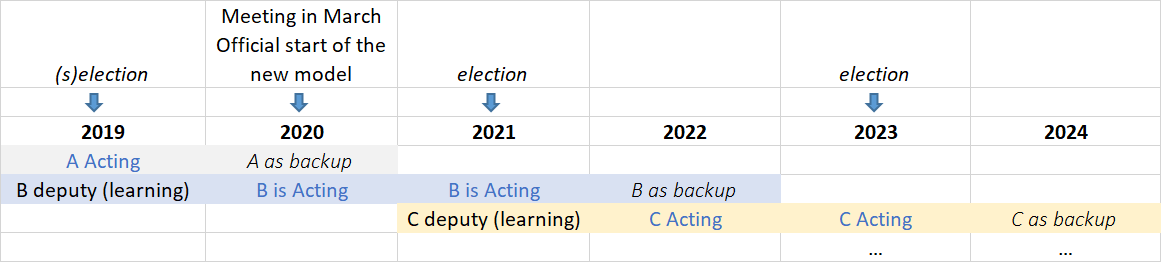 Meeting in March
Official start of the
(s)election new model election election
2019 2020 2021 2022 2023 2024
A Acting A as backup
B deputy (learning) B is Acting B is Acting B as backup
C deputy (learning) C Acting C Acting C as backup
... ...